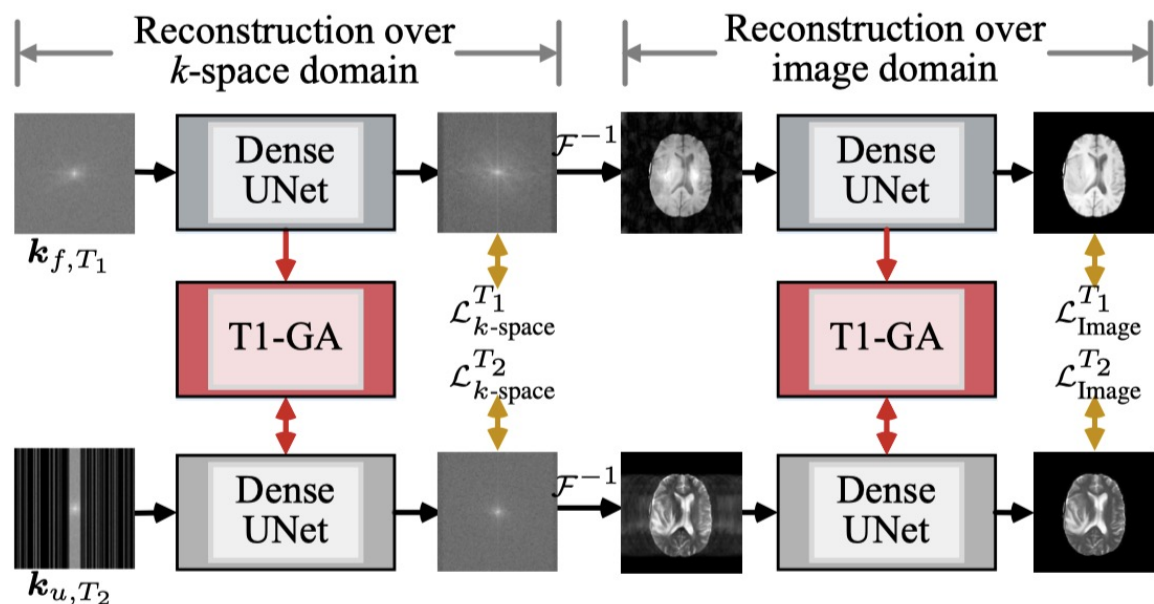 Reconstruction over
k-space domain
Reconstruction over
image domain
Dense
UNet
F⁻¹
Dense
UNet
k_{f,T_1}
T1-GA
L^{T_1}_{k-space}
L^{T_2}_{k-space}
T1-GA
L^{T_1}_{Image}
L^{T_2}_{Image}
Dense
UNet
F⁻¹
Dense
UNet
k_{u,T_2}